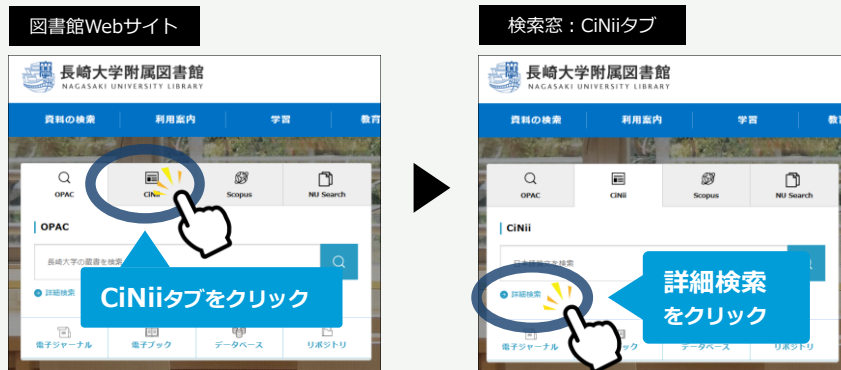 図書館Webサイト
長崎大学附属図書館
NAGASAKI UNIVERSITY LIBRARY
資料の検索 利用案内 学習 教育
OPAC CiNii Scopus NU Search
OPAC
長崎大学の蔵書を検索
詳細検索
CiNiiタブをクリック
電子ジャーナル 電子ブック データベース リポジトリ
検索窓：CiNiiタブ
長崎大学附属図書館
NAGASAKI UNIVERSITY LIBRARY
資料の検索 利用案内 学習
OPAC CiNii Scopus NU Search
CiNii
日本語論文を検索
詳細検索
詳細検索
をクリック
電子ジャーナル ブック データベース リポジトリ